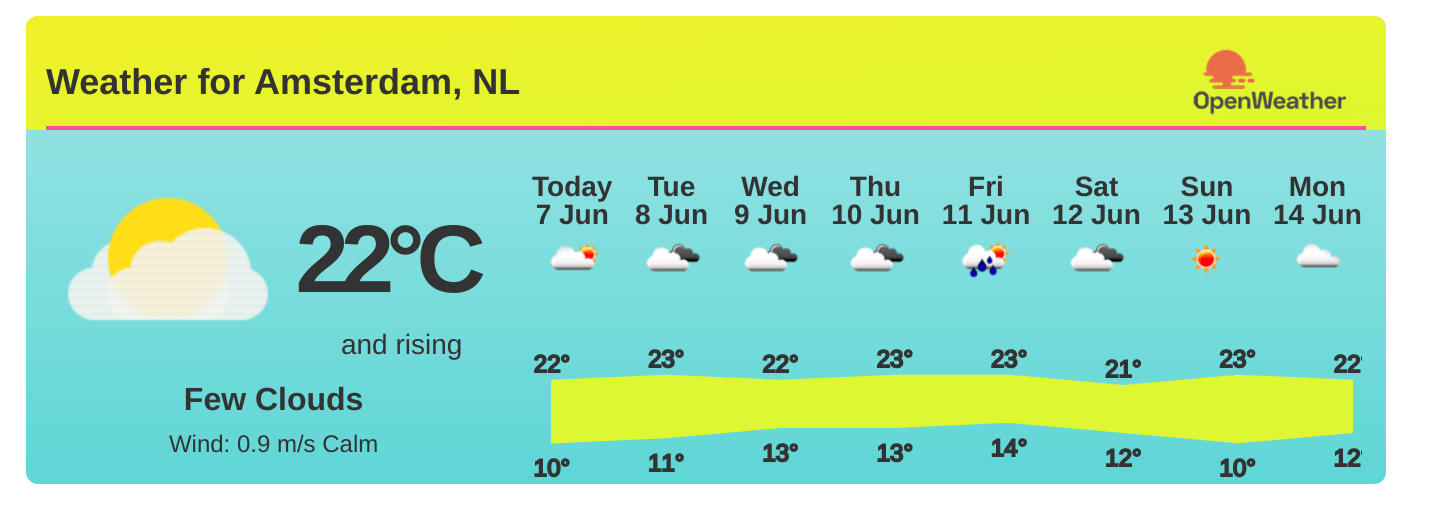 Weather for Amsterdam, NL
OpenWeather
22°C
and rising
Few Clouds
Wind: 0.9 m/s Calm
Today Tue Wed Thu Fri Sat Sun Mon
7 Jun 8 Jun 9 Jun 10 Jun 11 Jun 12 Jun 13 Jun 14 Jun
22° 23° 22° 23° 23° 21° 23° 22°
10° 11° 13° 13° 14° 12° 10° 12°